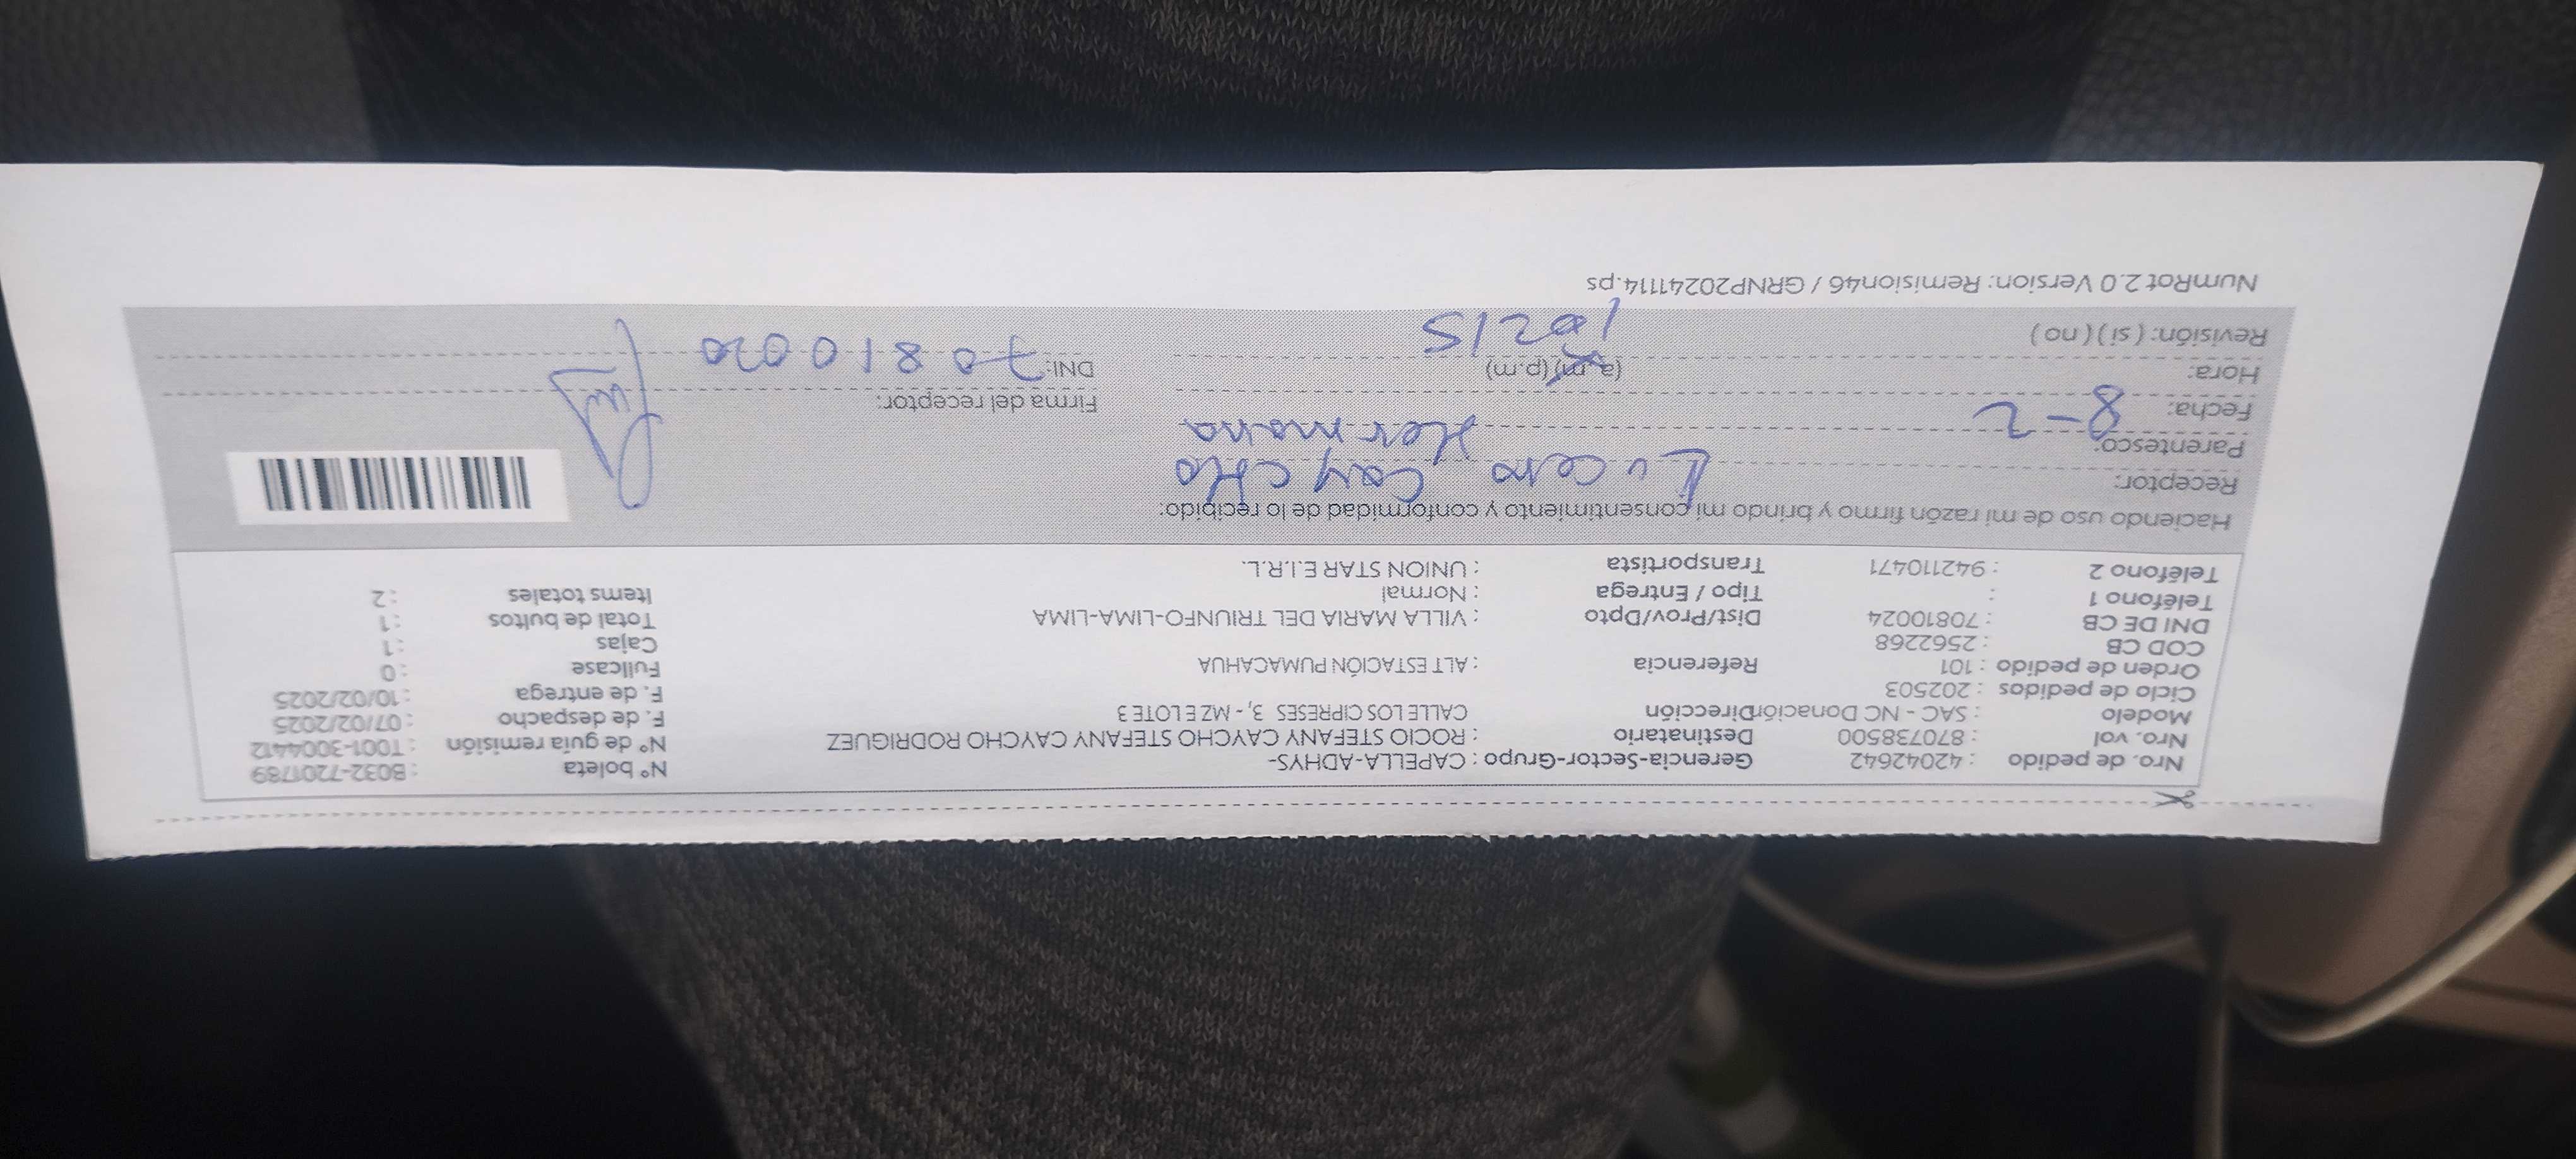 Nro. de pedido : 42042642 Gerencia-Sector-Grupo : CAPELLA-ADHYS- N° boleta : B032-7201789
Nro. vol : 870738500 Destinatario : ROCIO STEFANY CAYCHO STEFANY CAYCHO RODRIGUEZ N° de guía remisión : T001-3004412
Modelo : SAC - NC Donación Dirección CALLE LOS CIPRESES 3, - MZ E LOTE 3 F. de despacho : 07/02/2025
Ciclo de pedidos : 202503 F. de entrega : 10/02/2025
Orden de pedido : 101 Referencia : ALT ESTACIÓN PUMACAHUA Fullcase : 0
COD CB : 2562268 Cajas : 1
DNI DE CB : 70810024 Dist/Prov/Dpto : VILLA MARIA DEL TRIUNFO-LIMA-LIMA Total de bultos : 1
Teléfono 1 : Tipo / Entrega : Normal Items totales : 2
Teléfono 2 : 942110471 Transportista : UNION STAR E.I.R.L.
Haciendo uso de mi razón firmo y brindo mi consentimiento y conformidad de lo recibido:
Receptor: Lucero Caycho
Parentesco: Hermana
Fecha: 8-2 Firma del receptor:
Hora: (a.m) (p.m) DNI: 70810020
Revisión: ( si ) ( no )
NumRot 2.0 Version: Remision46 / GRNP20241114.ps